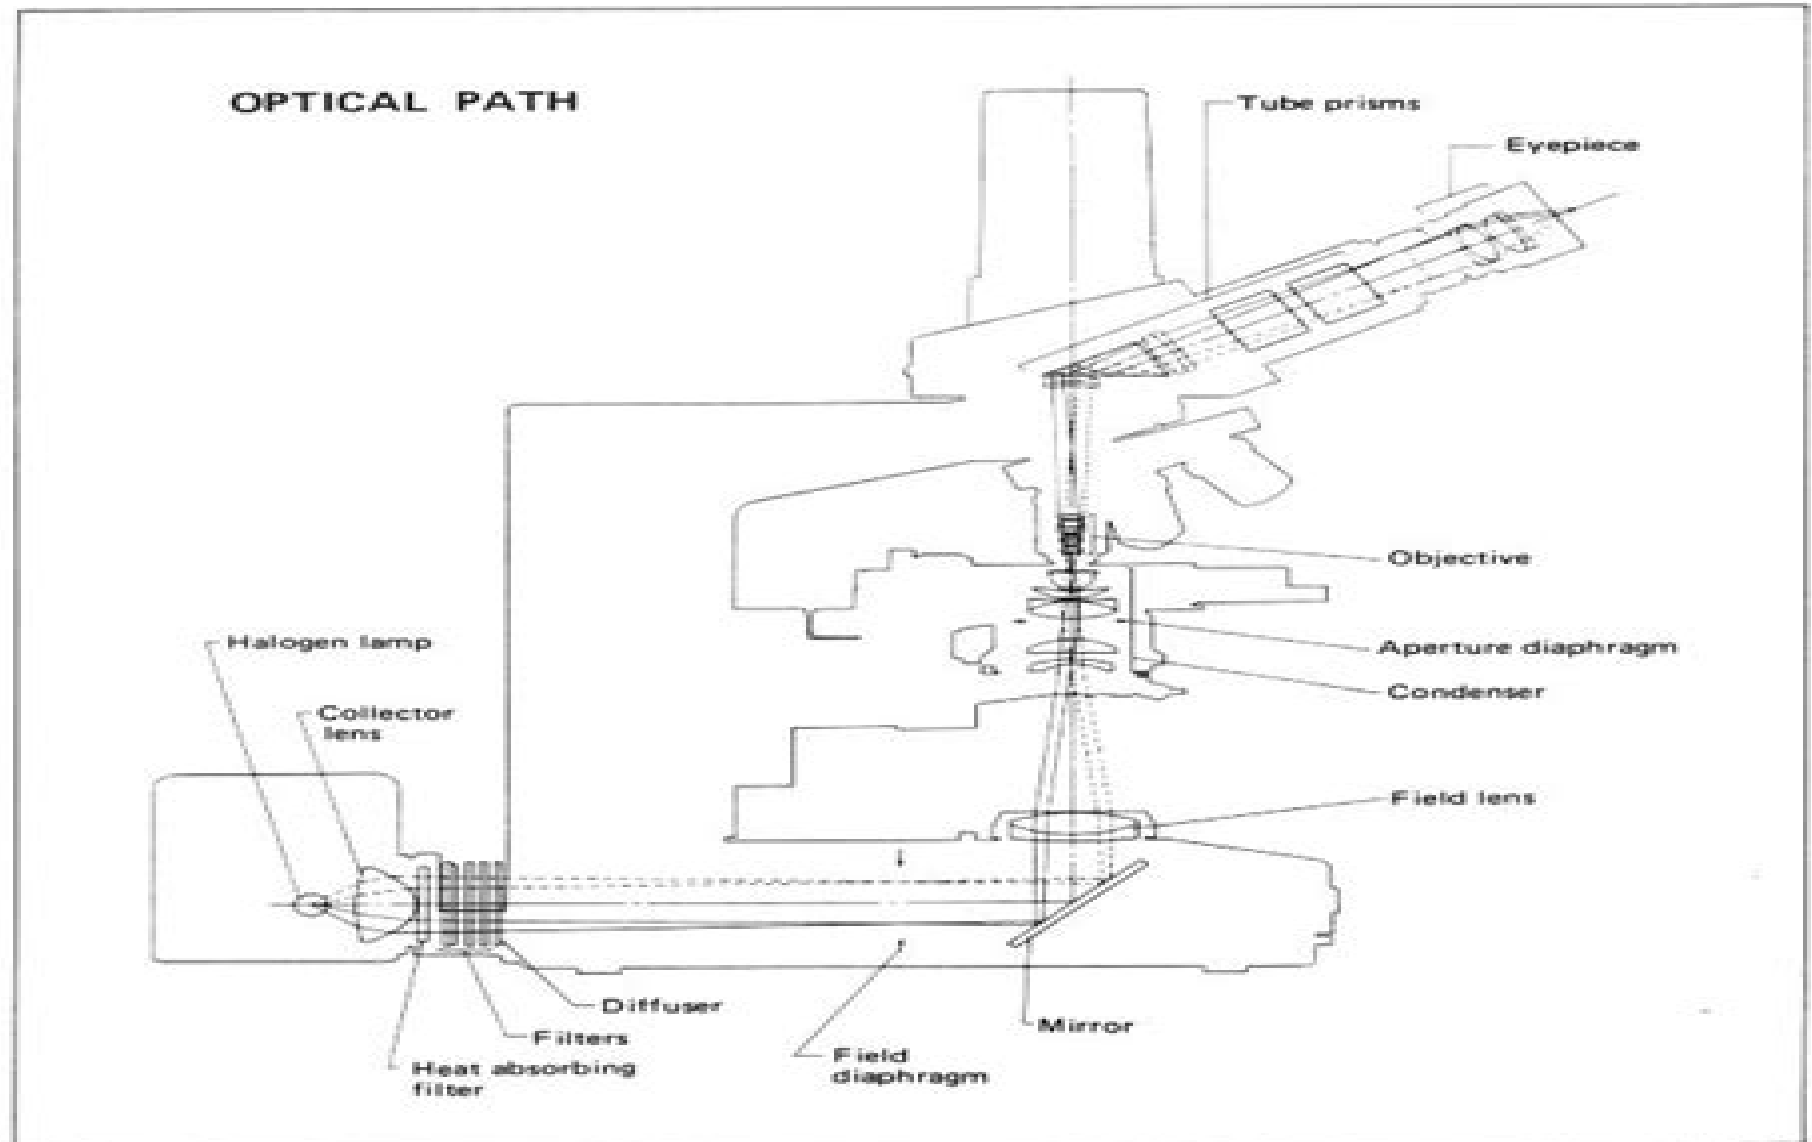 OPTICAL PATH
Tube prisms
Eyepiece
Objective
Aperture diaphragm
Condenser
Field lens
Halogen lamp
Collector
lens
Diffuser
Filters
Heat absorbing
filter
Field
diaphragm
Mirror